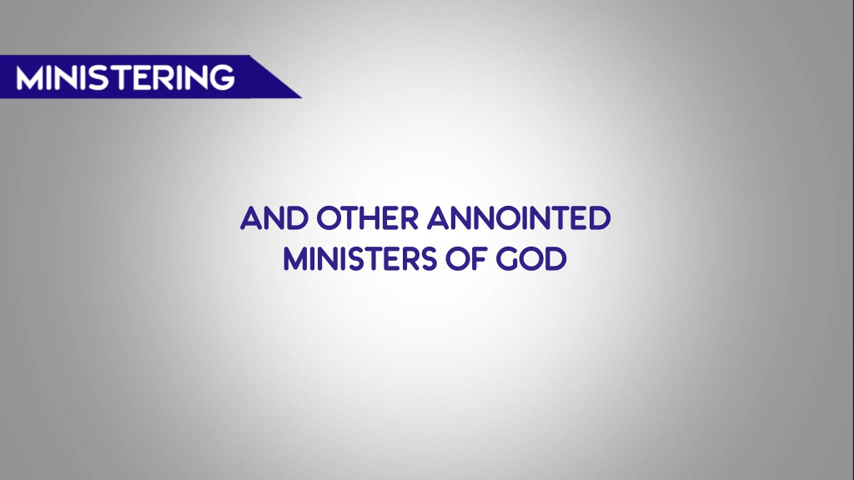 MINISTERING
AND OTHER ANNOINTED
MINISTERS OF GOD